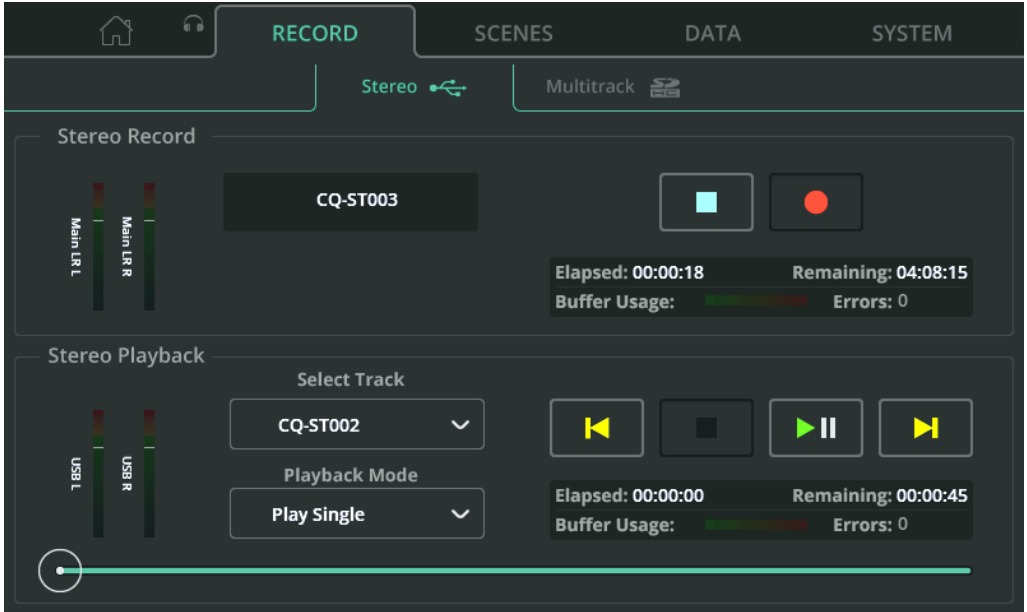 RECORD SCENES DATA SYSTEM
Stereo Multitrack SD HC
Stereo Record
Main LR L
Main LR R
CQ-ST003
Elapsed: 00:00:18 Remaining: 04:08:15
Buffer Usage: Errors: 0
Stereo Playback
USB L
USB R
Select Track
CQ-ST002
Playback Mode
Play Single
Elapsed: 00:00:00 Remaining: 00:00:45
Buffer Usage: Errors: 0